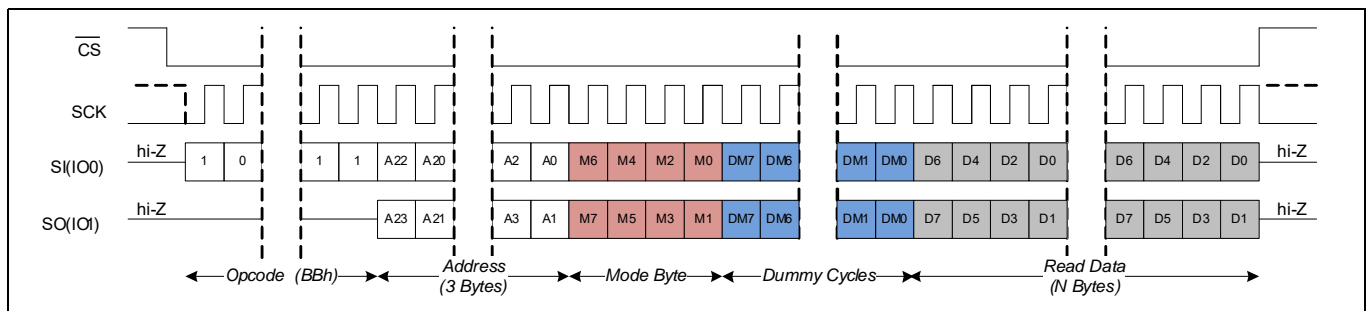 CS
SCK
hi-Z
SI(IO0) 1 0 1 1 A22 A20 A2 A0 M6 M4 M2 M0 DM7 DM6 DM1 DM0 D6 D4 D2 D0 D6 D4 D2 D0 hi-Z
hi-Z
SO(IO1) A23 A21 A3 A1 M7 M5 M3 M1 DM7 DM6 DM1 DM0 D7 D5 D3 D1 D7 D5 D3 D1 hi-Z
Opcode (BBh) Address Mode Byte Dummy Cycles Read Data
(3 Bytes) (N Bytes)